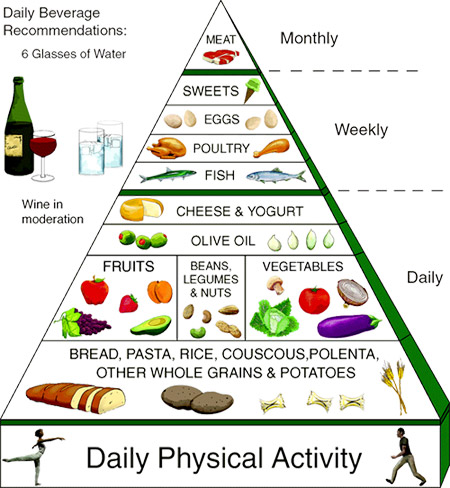 Daily Beverage
Recommendations:
6 Glasses of Water
Wine in
moderation
MEAT
Monthly
SWEETS
EGGS
POULTRY
FISH
Weekly
CHEESE & YOGURT
OLIVE OIL
FRUITS
BEANS,
LEGUMES
& NUTS
VEGETABLES
Daily
BREAD, PASTA, RICE, COUSCOUS,POLENTA,
OTHER WHOLE GRAINS & POTATOES
Daily Physical Activity